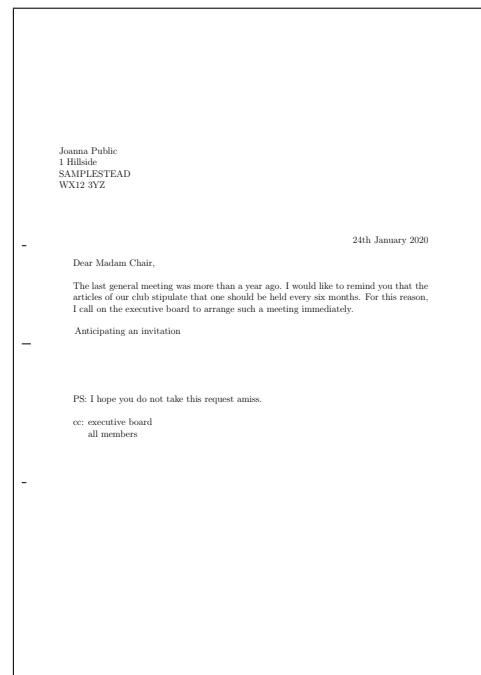 Joanna Public
1 Hillside
SAMPLESTEAD
WX12 3YZ
24th January 2020
Dear Madam Chair,
The last general meeting was more than a year ago. I would like to remind you that the
articles of our club stipulate that one should be held every six months. For this reason,
I call on the executive board to arrange such a meeting immediately.
Anticipating an invitation
PS: I hope you do not take this request amiss.
cc: executive board
all members